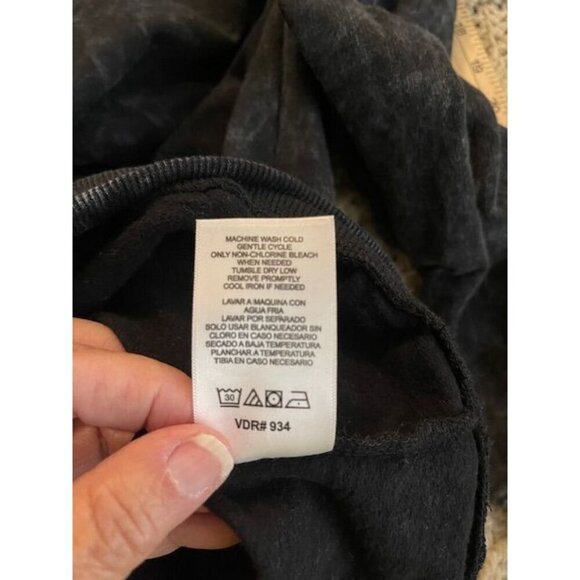 MACHINE WASH COLD
GENTLE CYCLE
ONLY NON-CHLORINE BLEACH
WHEN NEEDED
TUMBLE DRY LOW
REMOVE PROMPTLY
COOL IRON IF NEEDED
LAVAR A MAQUINA CON
AGUA FRIA
LAVAR POR SEPARADO
SOLO USAR BLANQUEADOR SIN
CLORO EN CASO NECESARIO
SECADO A BAJA TEMPERATURA
PLANCHAR A TEMPERATURA
TIBIA EN CASO NECESARIO
30
VDR# 934